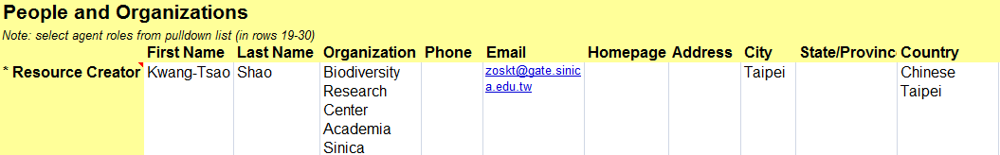 People and Organizations
Note: select agent roles from pulldown list (in rows 19-30)
First Name Last Name Organization Phone Email Homepage Address City State/Provinc Country
* Resource Creator Kwang-Tsao Shao Biodiversity zoskt@gate.sinic Taipei Chinese
Research a.edu.tw Taipei
Center
Academia
Sinica